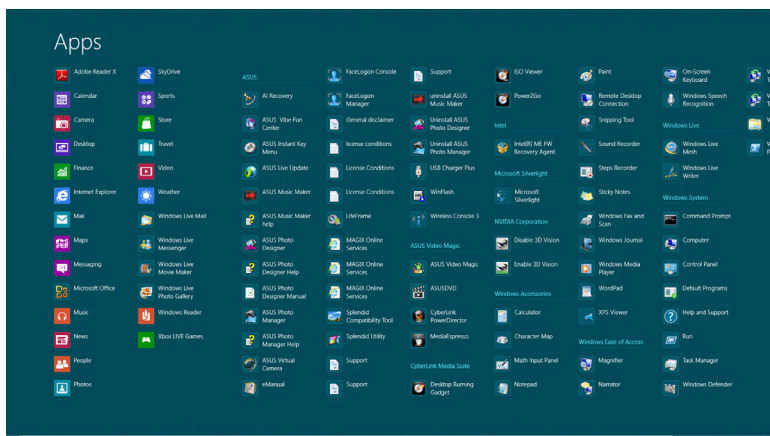 Apps
Adobe Reader X
Calendar
Camera
Desktop
Finance
Internet Explorer
Mail
Maps
Messaging
Microsoft Office
Music
News
People
Photos
SkyDrive
Sports
Store
Travel
Video
Weather
Windows Live Mail
Windows Live
Messenger
Windows Live
Movie Maker
Windows Live
Photo Gallery
Windows Reader
Xbox LIVE Games
ASUS
AI Recovery
ASUS Vibe Fun
Center
ASUS Instant Key
Menu
ASUS Live Update
ASUS Music Maker
ASUS Music Maker
help
ASUS Photo
Designer
ASUS Photo
Designer Help
ASUS Photo
Designer Manual
ASUS Photo
Manager
ASUS Photo
Manager Help
ASUS Virtual
Camera
eManual
FaceLogon Console
FaceLogon
Manager
General disclaimer
license conditions
License Conditions
License Conditions
LifeFrame
MAGIX Online
Services
MAGIX Online
Services
MAGIX Online
Services
Splendid
Compatibility Tool
Splendid Utility
Support
Support
Support
uninstall ASUS
Music Maker
Uninstall ASUS
Photo Designer
Uninstall ASUS
Photo Manager
USB Charger Plus
WinFlash
Wireless Console 3
ASUS Video Magic
ASUS Video Magic
ASUSDVD
CyberLink
PowerDirector
MediaEspresso
CyberLink Media Suite
Desktop Burning
Gadget
ISO Viewer
Power2Go
Intel
Intel(R) ME FW
Recovery Agent
Microsoft Silverlight
Microsoft
Silverlight
NVIDIA Corporation
Disable 3D Vision
Enable 3D Vision
Windows Accessories
Calculator
Character Map
Math Input Panel
Notepad
Paint
Remote Desktop
Connection
Snipping Tool
Sound Recorder
Steps Recorder
Sticky Notes
Windows Fax and
Scan
Windows Journal
Windows Media
Player
WordPad
XPS Viewer
Windows Ease of Access
Magnifier
Narrator
On-Screen
Keyboard
Windows Speech
Recognition
Windows Live
Windows Live
Mesh
Windows Live
Writer
Windows System
Command Prompt
Computer
Control Panel
Default Programs
Help and Support
Run
Task Manager
Windows Defender